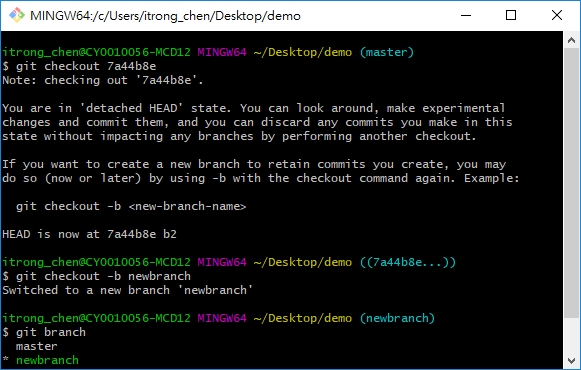 MINGW64:/c/Users/itrong_chen/Desktop/demo
itrong_chen@CY0010056-MCD12 MINGW64 ~/Desktop/demo (master)
$ git checkout 7a44b8e
Note: checking out '7a44b8e'.
You are in 'detached HEAD' state. You can look around, make experimental
changes and commit them, and you can discard any commits you make in this
state without impacting any branches by performing another checkout.
If you want to create a new branch to retain commits you create, you may
do so (now or later) by using -b with the checkout command again. Example:
  git checkout -b <new-branch-name>
HEAD is now at 7a44b8e b2
itrong_chen@CY0010056-MCD12 MINGW64 ~/Desktop/demo ((7a44b8e...))
$ git checkout -b newbranch
Switched to a new branch 'newbranch'
itrong_chen@CY0010056-MCD12 MINGW64 ~/Desktop/demo (newbranch)
$ git branch
  master
* newbranch